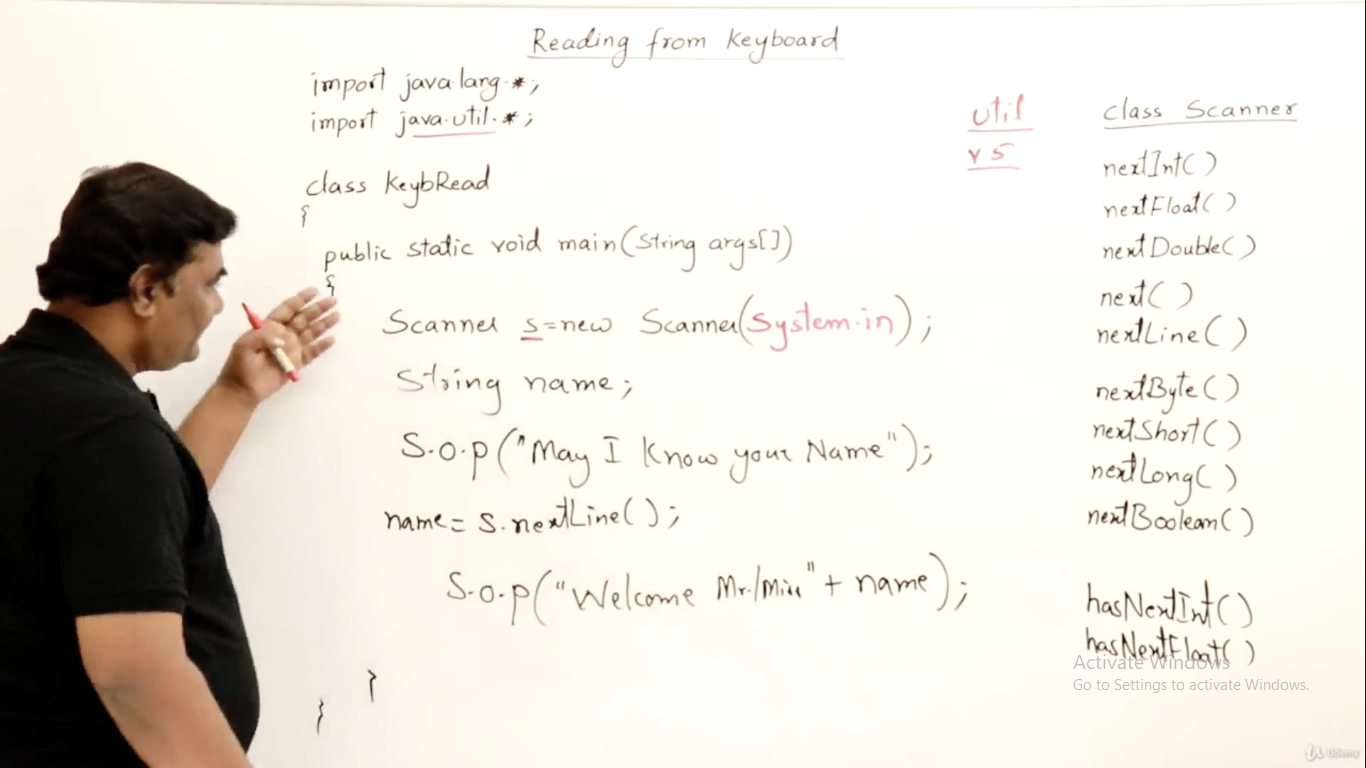 Reading from Keyboard
import java.lang.*;
import java.util.*;
class KeybRead
{
public static void main(String args[])
{
Scanner s=new Scanner(System.in);
String name;
S.o.p("May I Know your Name");
name= s.nextLine();
S.o.p("Welcome Mr./Miss" + name);
}
}
util
v5
class Scanner
nextInt()
nextFloat()
nextDouble()
next()
nextLine()
nextByte()
nextShort()
nextLong()
nextBoolean()
hasNextInt()
hasNextFloat()
Activate Windows
Go to Settings to activate Windows.
Udemy